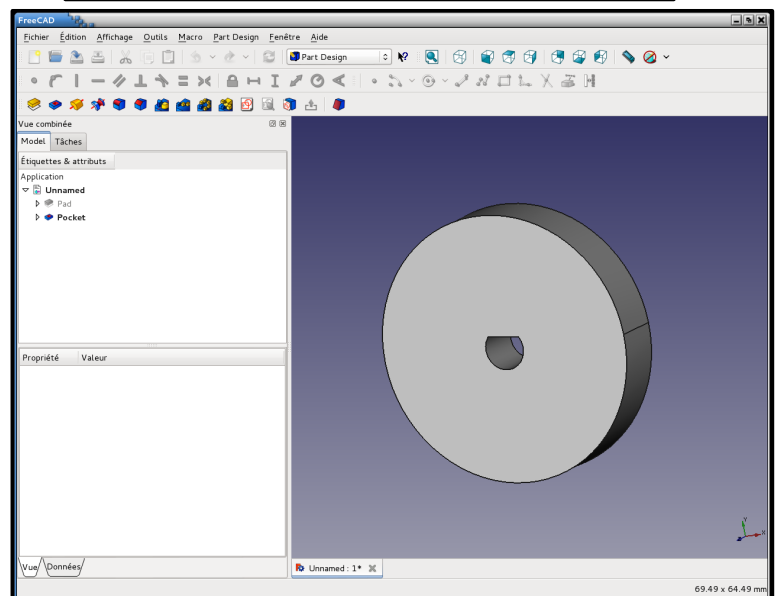 FreeCAD
Fichier Édition Affichage Outils Macro Part Design Fenêtre Aide
Part Design
Vue combinée
Model Tâches
Étiquettes & attributs
Application
Unnamed
Pad
Pocket
Propriété Valeur
Y
X
Vue Données
Unnamed : 1*
69.49 x 64.49 mm